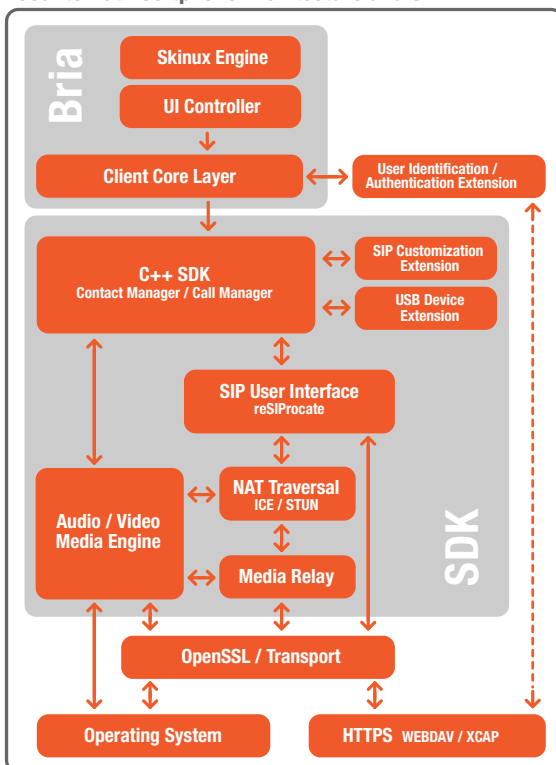 Bria
Skinux Engine
UI Controller
Client Core Layer
User Identification /
Authentication Extension
C++ SDK
Contact Manager / Call Manager
SIP Customization
Extension
USB Device
Extension
SIP User Interface
reSIProcate
NAT Traversal
ICE / STUN
Audio / Video
Media Engine
Media Relay
SDK
OpenSSL / Transport
Operating System
HTTPS WEBDAV / XCAP